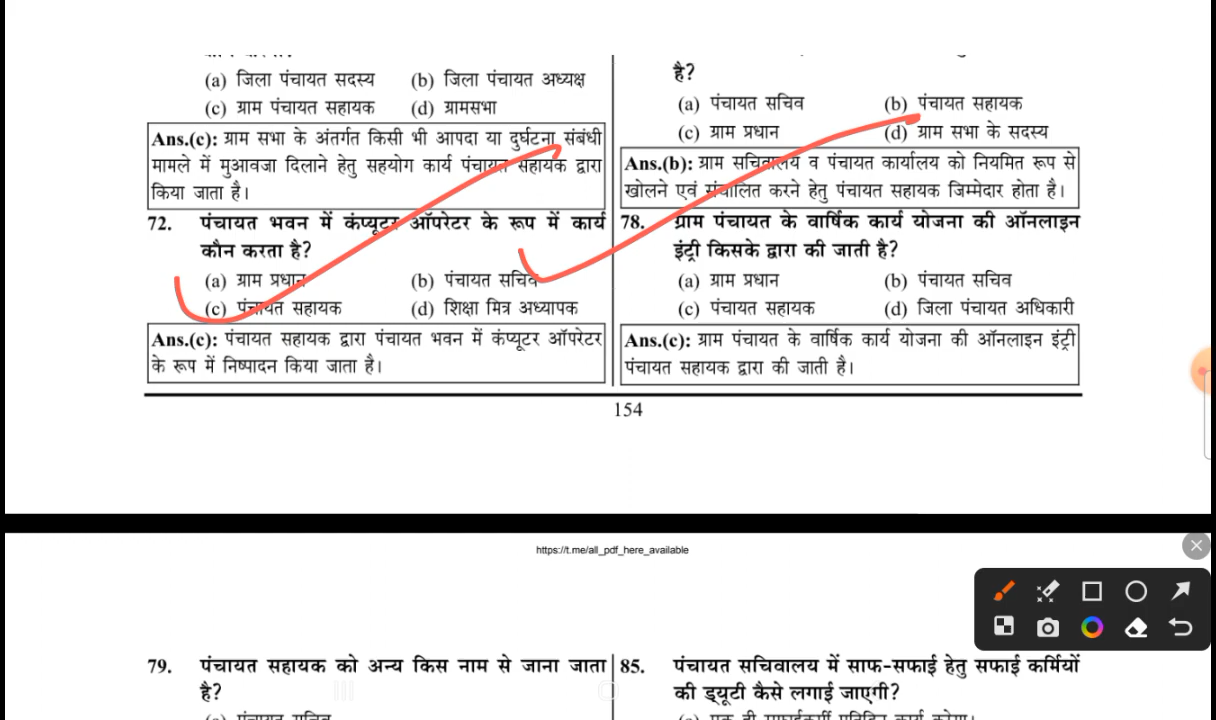 (a) जिला पंचायत सदस्य (b) जिला पंचायत अध्यक्ष
(c) ग्राम पंचायत सहायक (d) ग्रामसभा
Ans.(c): ग्राम सभा के अंतर्गत किसी भी आपदा या दुर्घटना संबंधी
मामले में मुआवजा दिलाने हेतु सहयोग कार्य पंचायत सहायक द्वारा
किया जाता है।
72. पंचायत भवन में कंप्यूटर ऑपरेटर के रूप में कार्य
कौन करता है?
(a) ग्राम प्रधान (b) पंचायत सचिव
(c) पंचायत सहायक (d) शिक्षा मित्र अध्यापक
Ans.(c): पंचायत सहायक द्वारा पंचायत भवन में कंप्यूटर ऑपरेटर
के रूप में निष्पादन किया जाता है।
है?
(a) पंचायत सचिव (b) पंचायत सहायक
(c) ग्राम प्रधान (d) ग्राम सभा के सदस्य
Ans.(b): ग्राम सचिवालय व पंचायत कार्यालय को नियमित रूप से
खोलने एवं संचालित करने हेतु पंचायत सहायक जिम्मेदार होता है।
78. ग्राम पंचायत के वार्षिक कार्य योजना की ऑनलाइन
इंट्री किसके द्वारा की जाती है?
(a) ग्राम प्रधान (b) पंचायत सचिव
(c) पंचायत सहायक (d) जिला पंचायत अधिकारी
Ans.(c): ग्राम पंचायत के वार्षिक कार्य योजना की ऑनलाइन इंट्री
पंचायत सहायक द्वारा की जाती है।
154
https://t.me/all_pdf_here_available
79. पंचायत सहायक को अन्य किस नाम से जाना जाता
है?
85. पंचायत सचिवालय में साफ-सफाई हेतु सफाई कर्मियों
की ड्यूटी कैसे लगाई जाएगी?